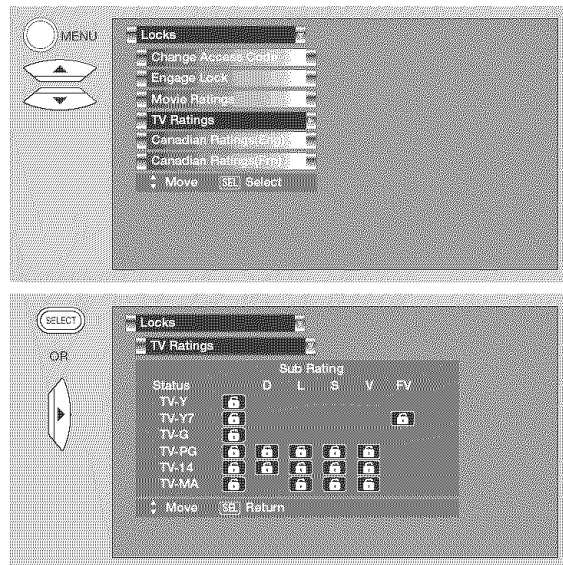 MENU
Locks
Change Access Code
Engage Lock
Movie Ratings
TV Ratings
Canadian Ratings(Eng)
Canadian Ratings(Frn)
Move SEL Select
SELECT
OR
Locks
TV Ratings
Sub Rating
Status D L S V FV
TV-Y
TV-Y7
TV-G
TV-PG
TV-14
TV-MA
Move SEL Return